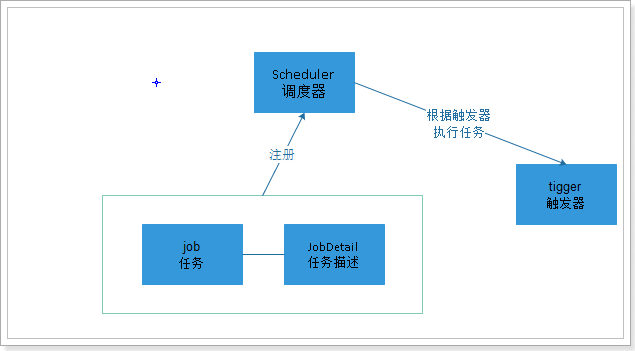 Scheduler
调度器
根据触发器
执行任务
注册
tigger
触发器
job
任务
JobDetail
任务描述